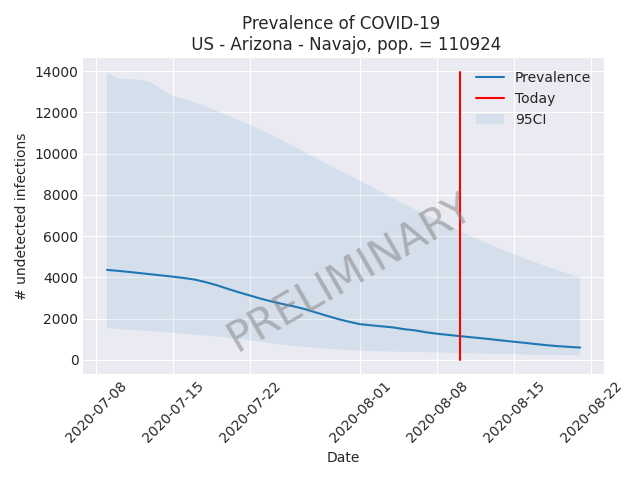 Prevalence of COVID-19
US - Arizona - Navajo, pop. = 110924
14000
12000
10000
8000
6000
4000
2000
0
# undetected infections
Prevalence
Today
95CI
PRELIMINARY
2020-07-08
2020-07-15
2020-07-22
2020-08-01
2020-08-08
2020-08-15
2020-08-22
Date